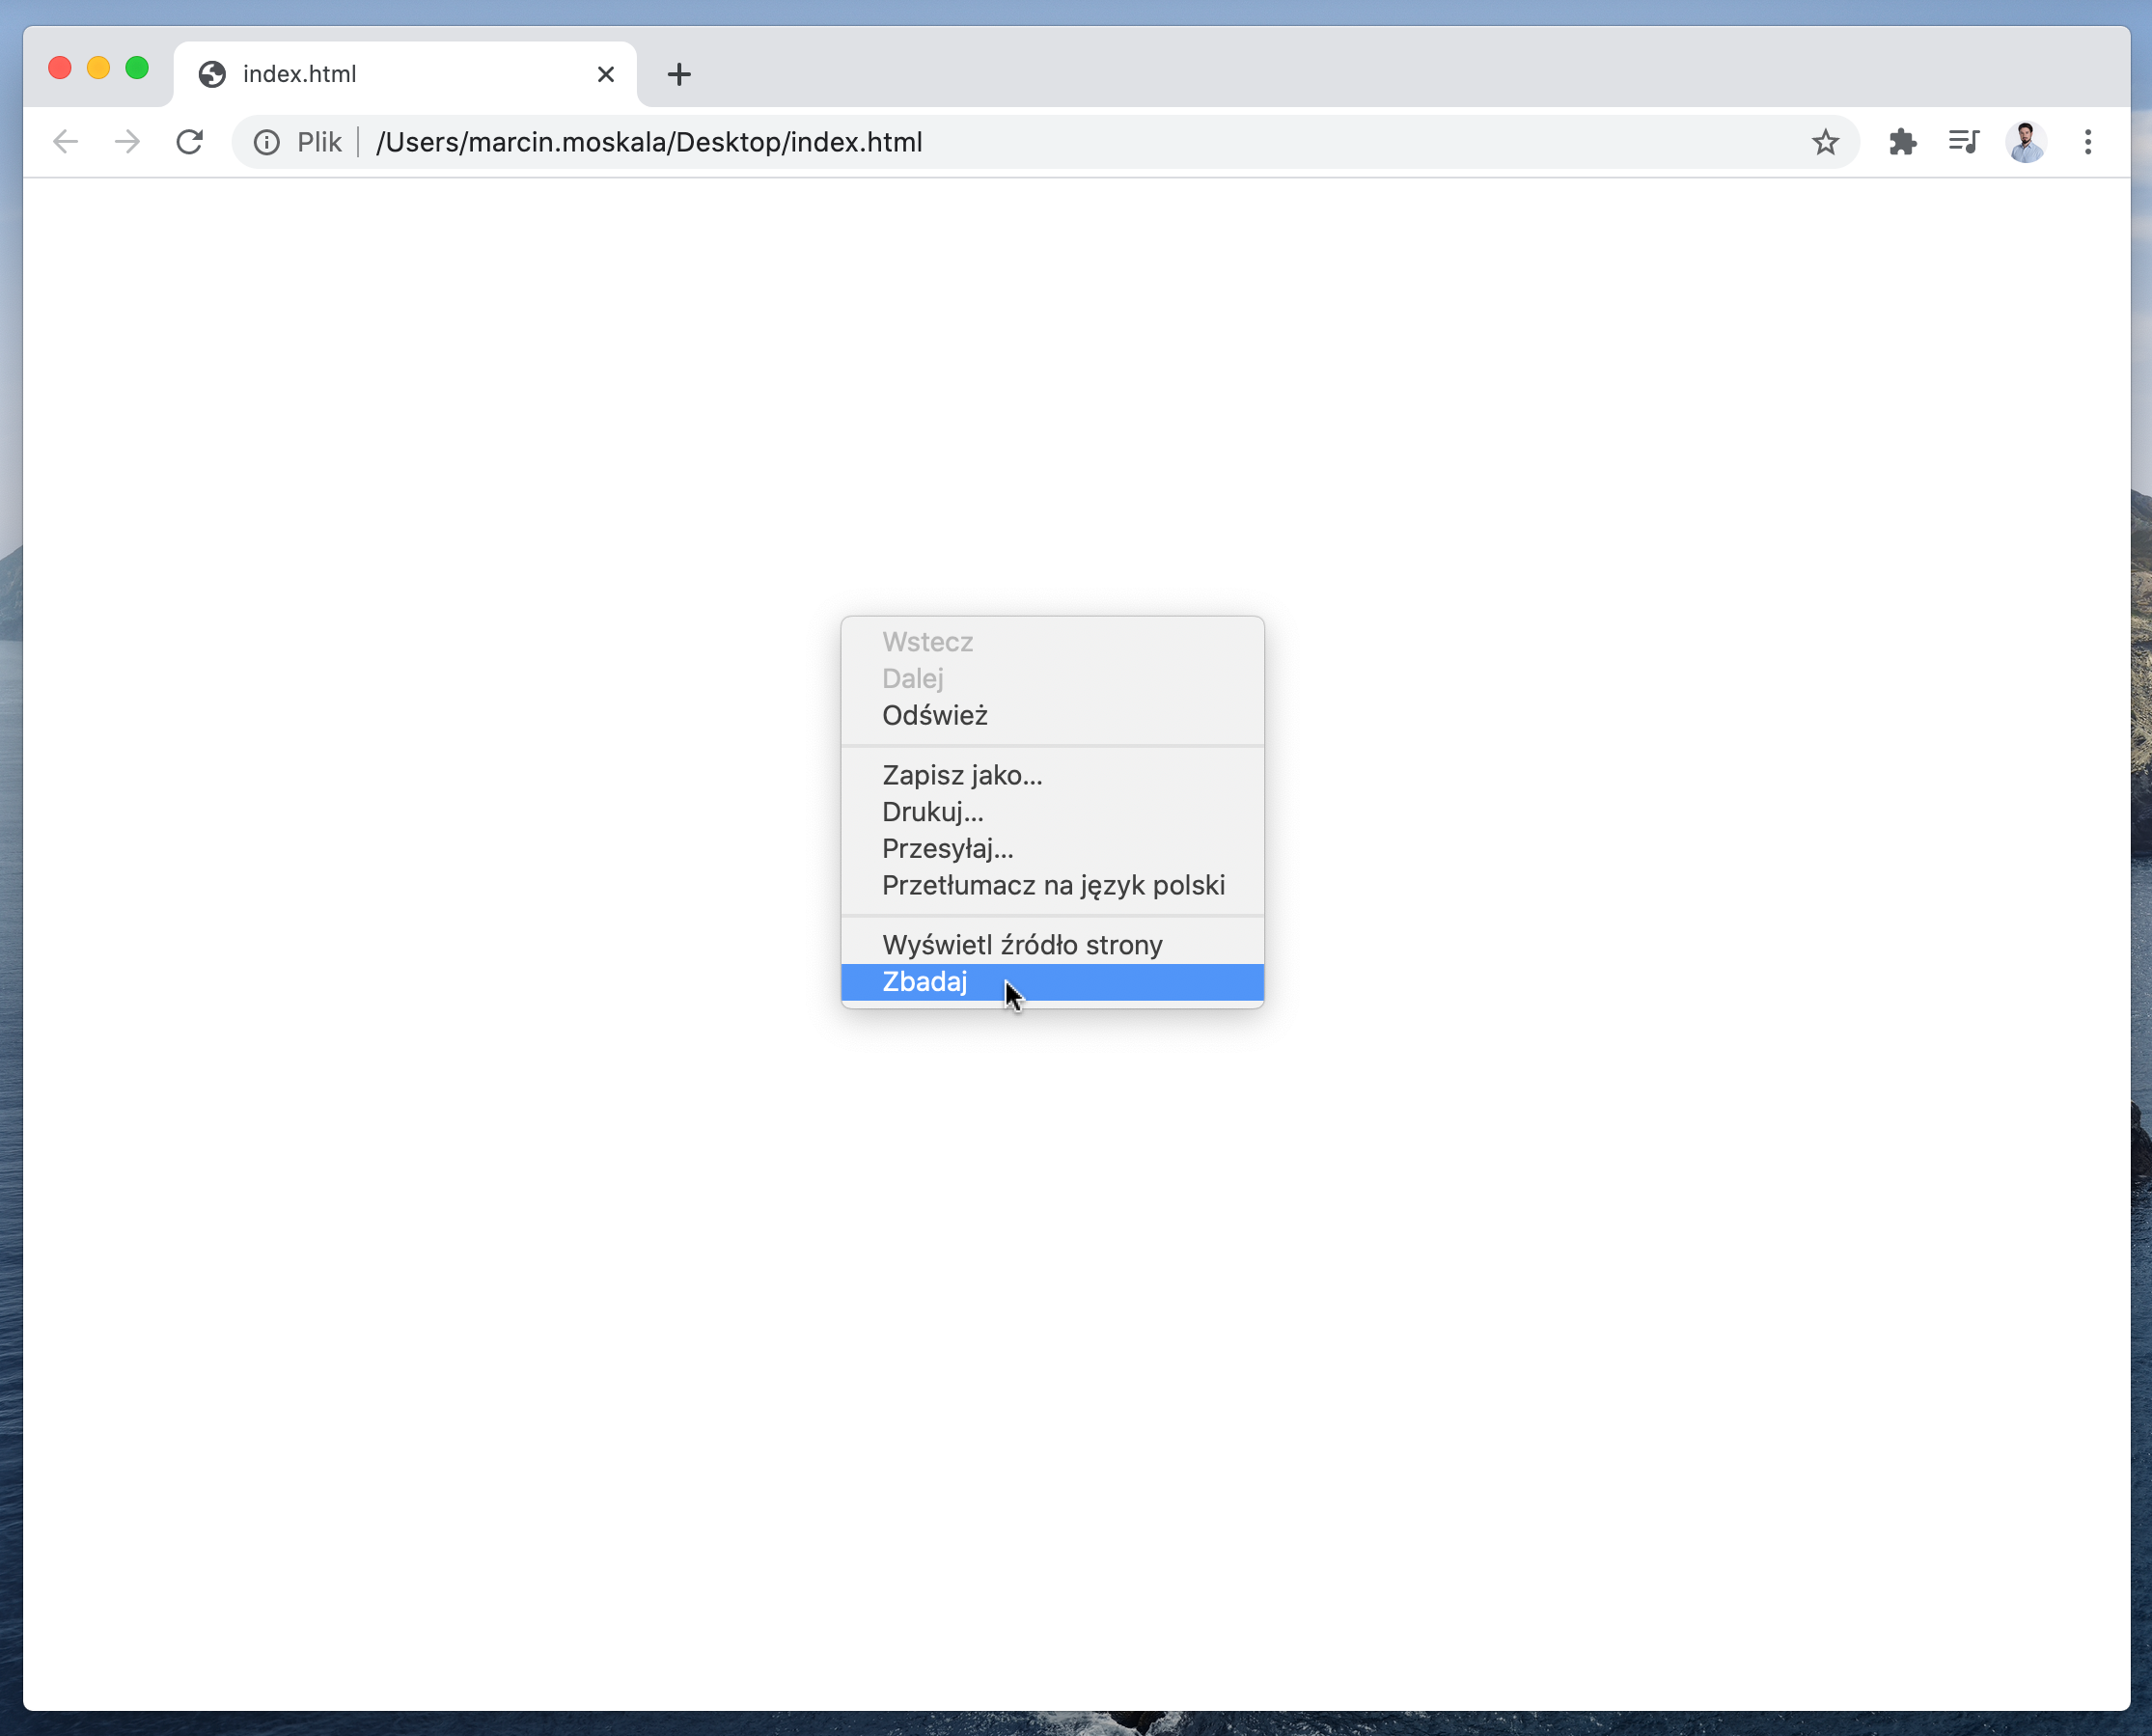 index.html
Plik /Users/marcin.moskala/Desktop/index.html
Wstecz
Dalej
Odśwież
Zapisz jako...
Drukuj...
Przesyłaj...
Przetłumacz na język polski
Wyświetl źródło strony
Zbadaj